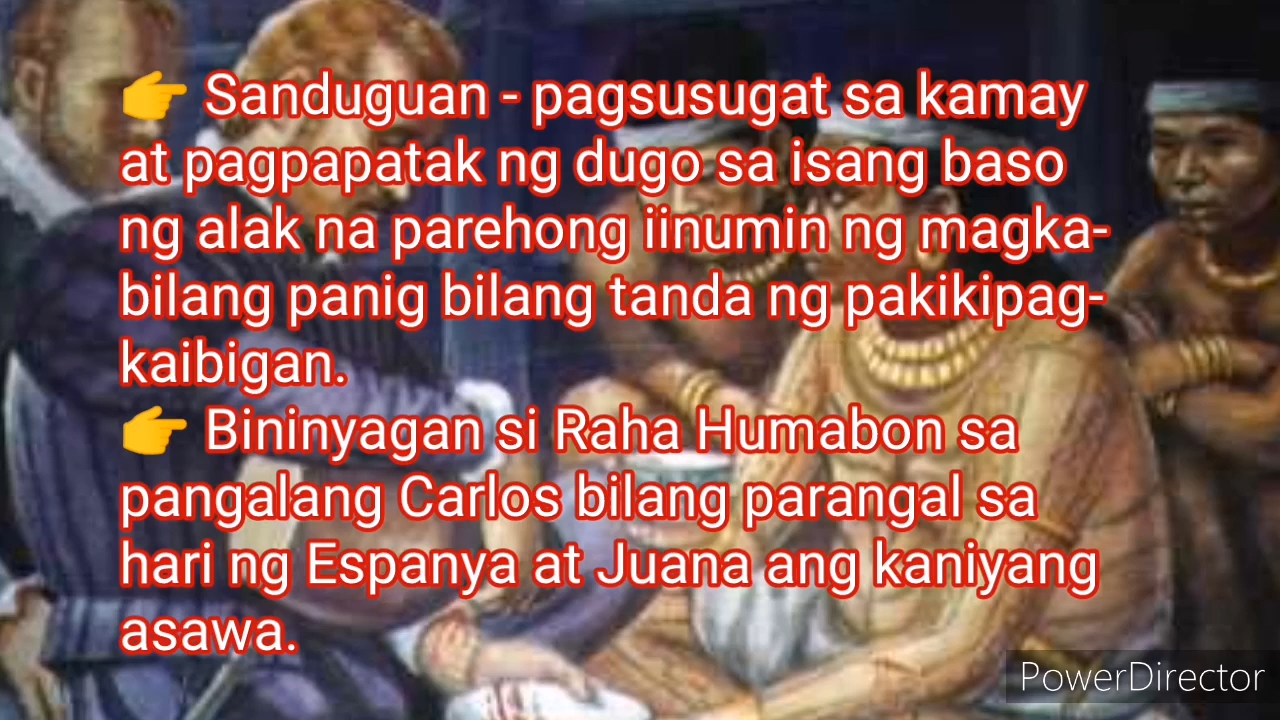 👉 Sanduguan - pagsusugat sa kamay
at pagpapatak ng dugo sa isang baso
ng alak na parehong iinumin ng magka-
bilang panig bilang tanda ng pakikipag-
kaibigan.
👉 Bininyagan si Raha Humabon sa
pangalang Carlos bilang parangal sa
hari ng Espanya at Juana ang kaniyang
asawa.
PowerDirector